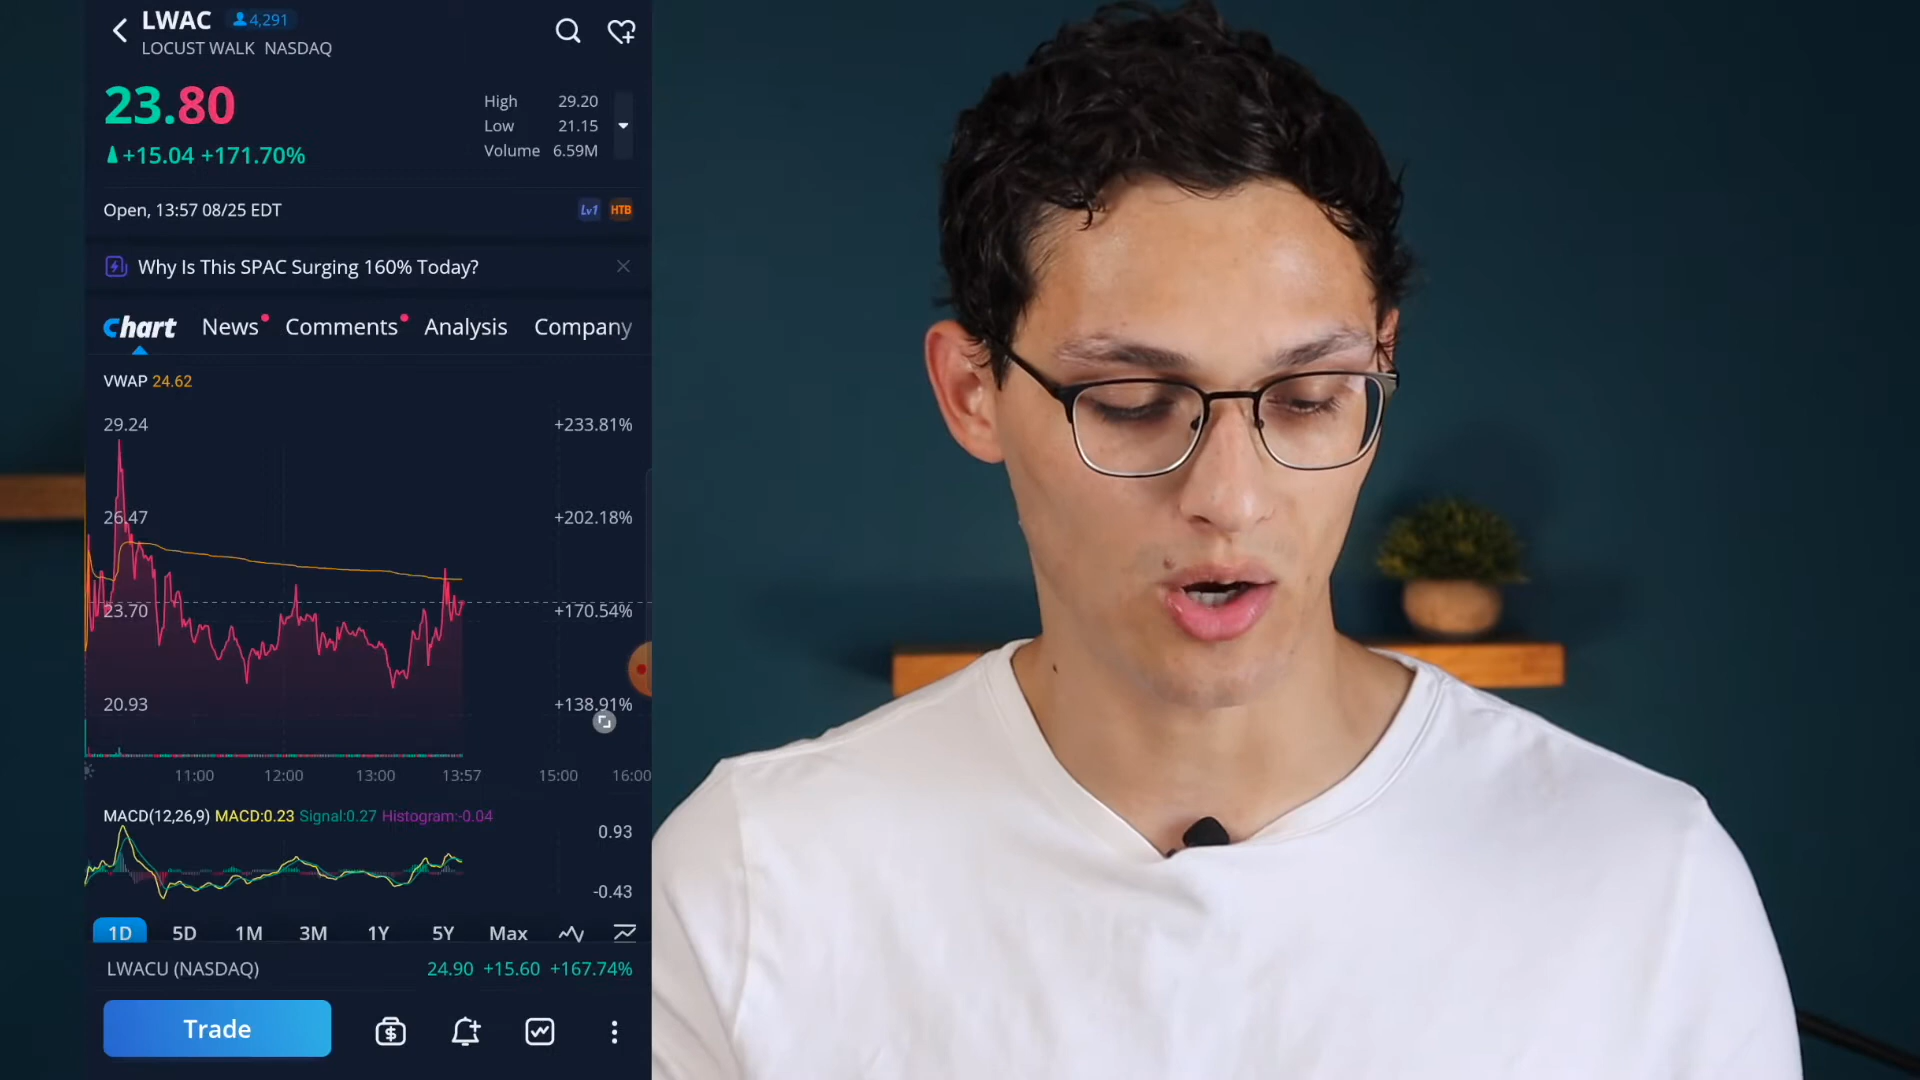 LWAC 4,291
LOCUST WALK NASDAQ
23.80
+15.04 +171.70%
High 29.20
Low 21.15
Volume 6.59M
Open, 13:57 08/25 EDT
Lv1 HTB
Why Is This SPAC Surging 160% Today?
Chart News Comments Analysis Company
VWAP 24.62
29.24 +233.81%
26.47 +202.18%
23.70 +170.54%
20.93 +138.91%
11:00 12:00 13:00 13:57 15:00 16:00
MACD(12,26,9) MACD:0.23 Signal:0.27 Histogram:-0.04
0.93
-0.43
1D 5D 1M 3M 1Y 5Y Max
LWACU (NASDAQ) 24.90 +15.60 +167.74%
Trade